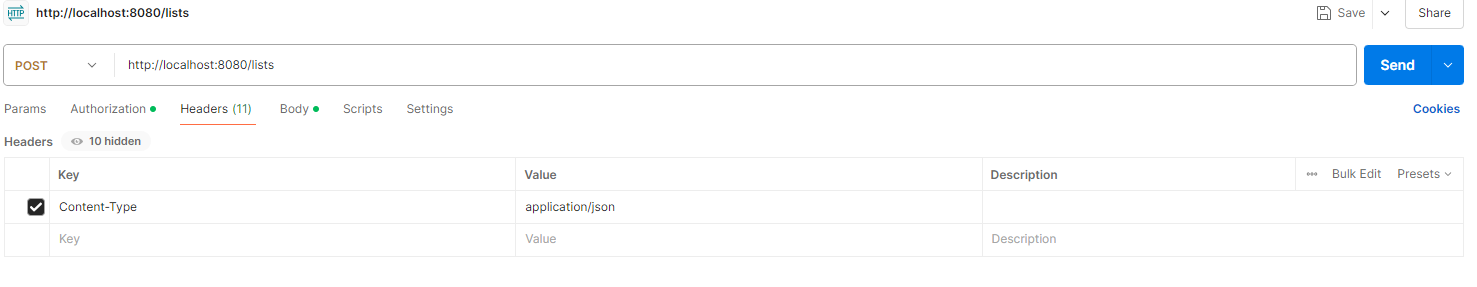 HTTP http://localhost:8080/lists Save Share
POST http://localhost:8080/lists Send
Params Authorization Headers (11) Body Scripts Settings Cookies
Headers 10 hidden
Key Value Description Bulk Edit Presets
Content-Type application/json
Key Value Description